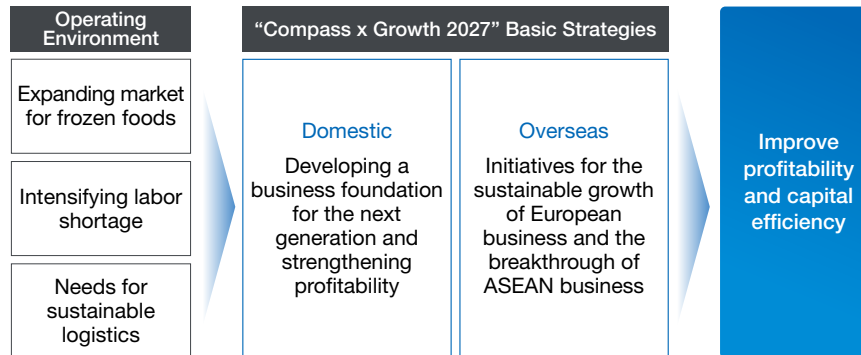 Operating
Environment
“Compass x Growth 2027” Basic Strategies
Expanding market
for frozen foods
Intensifying labor
shortage
Needs for
sustainable
logistics
Domestic
Developing a
business foundation
for the next
generation and
strengthening
profitability
Overseas
Initiatives for the
sustainable growth
of European
business and the
breakthrough of
ASEAN business
Improve
profitability
and capital
efficiency